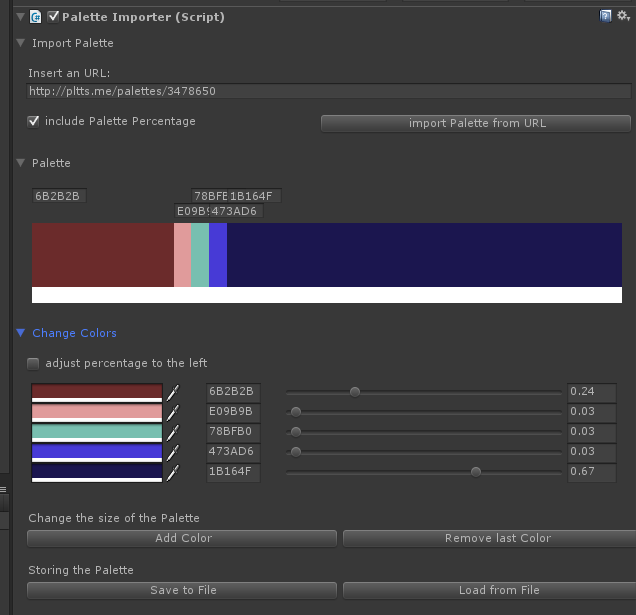 Palette Importer (Script)
Import Palette
Insert an URL:
http://pltts.me/palettes/3478650
include Palette Percentage
import Palette from URL
Palette
6B2B2B 78BFB 1B164F
E09B9 473AD6
Change Colors
adjust percentage to the left
6B2B2B 0.24
E09B9B 0.03
78BFB0 0.03
473AD6 0.03
1B164F 0.67
Change the size of the Palette
Add Color Remove last Color
Storing the Palette
Save to File Load from File